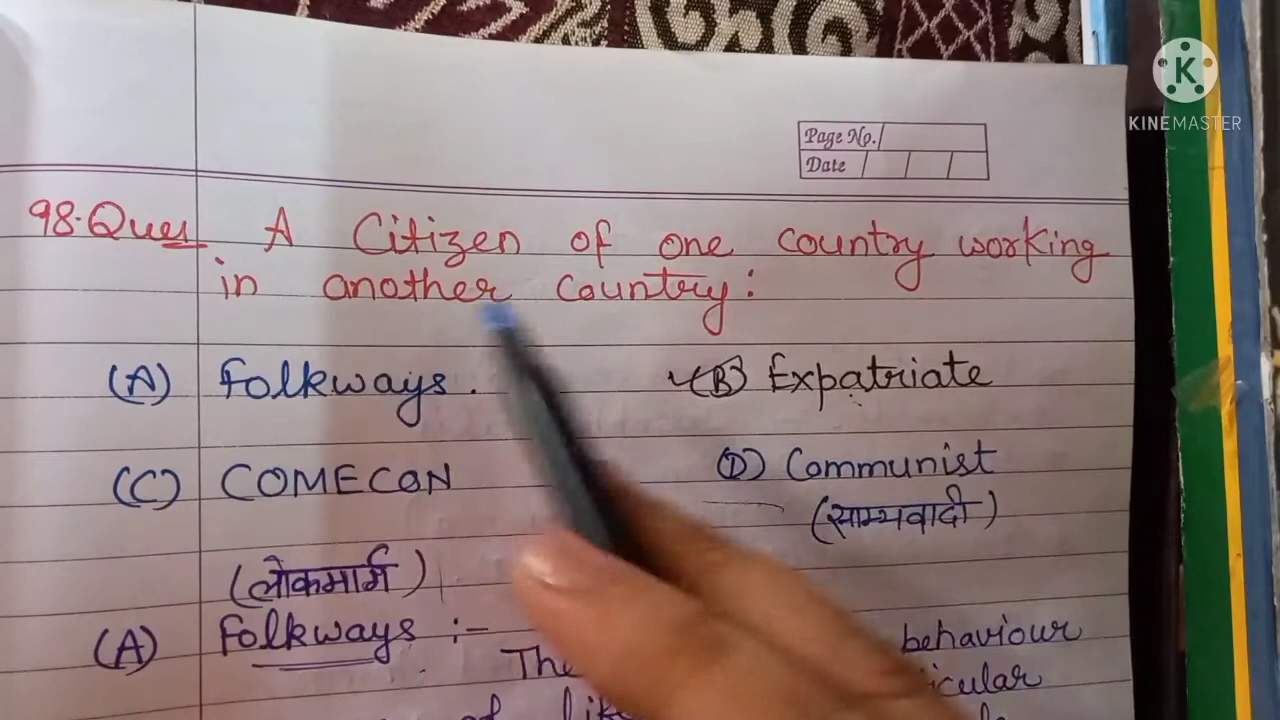 K
KINEMASTER
Page No.
Date
98. Ques A Citizen of one country working
in another country:
(A) Folkways.
(B) Expatriate
(C) COMECON
(D) Communist
(साम्यवादी)
(लोकमार्ग)
(A) Folkways :-
behaviour
The
of